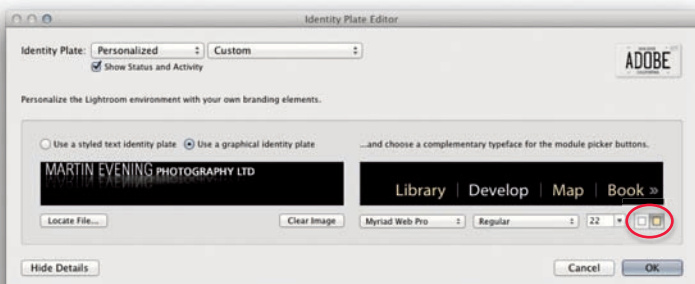 Identity Plate Editor
Identity Plate: Personalized Custom
Show Status and Activity
ADOBE
Personalize the Lightroom environment with your own branding elements.
Use a styled text identity plate Use a graphical identity plate ...and choose a complementary typeface for the module picker buttons.
MARTIN EVENING PHOTOGRAPHY LTD
Library | Develop | Map | Book »
Locate File... Clear Image Myriad Web Pro Regular 22
Hide Details Cancel OK